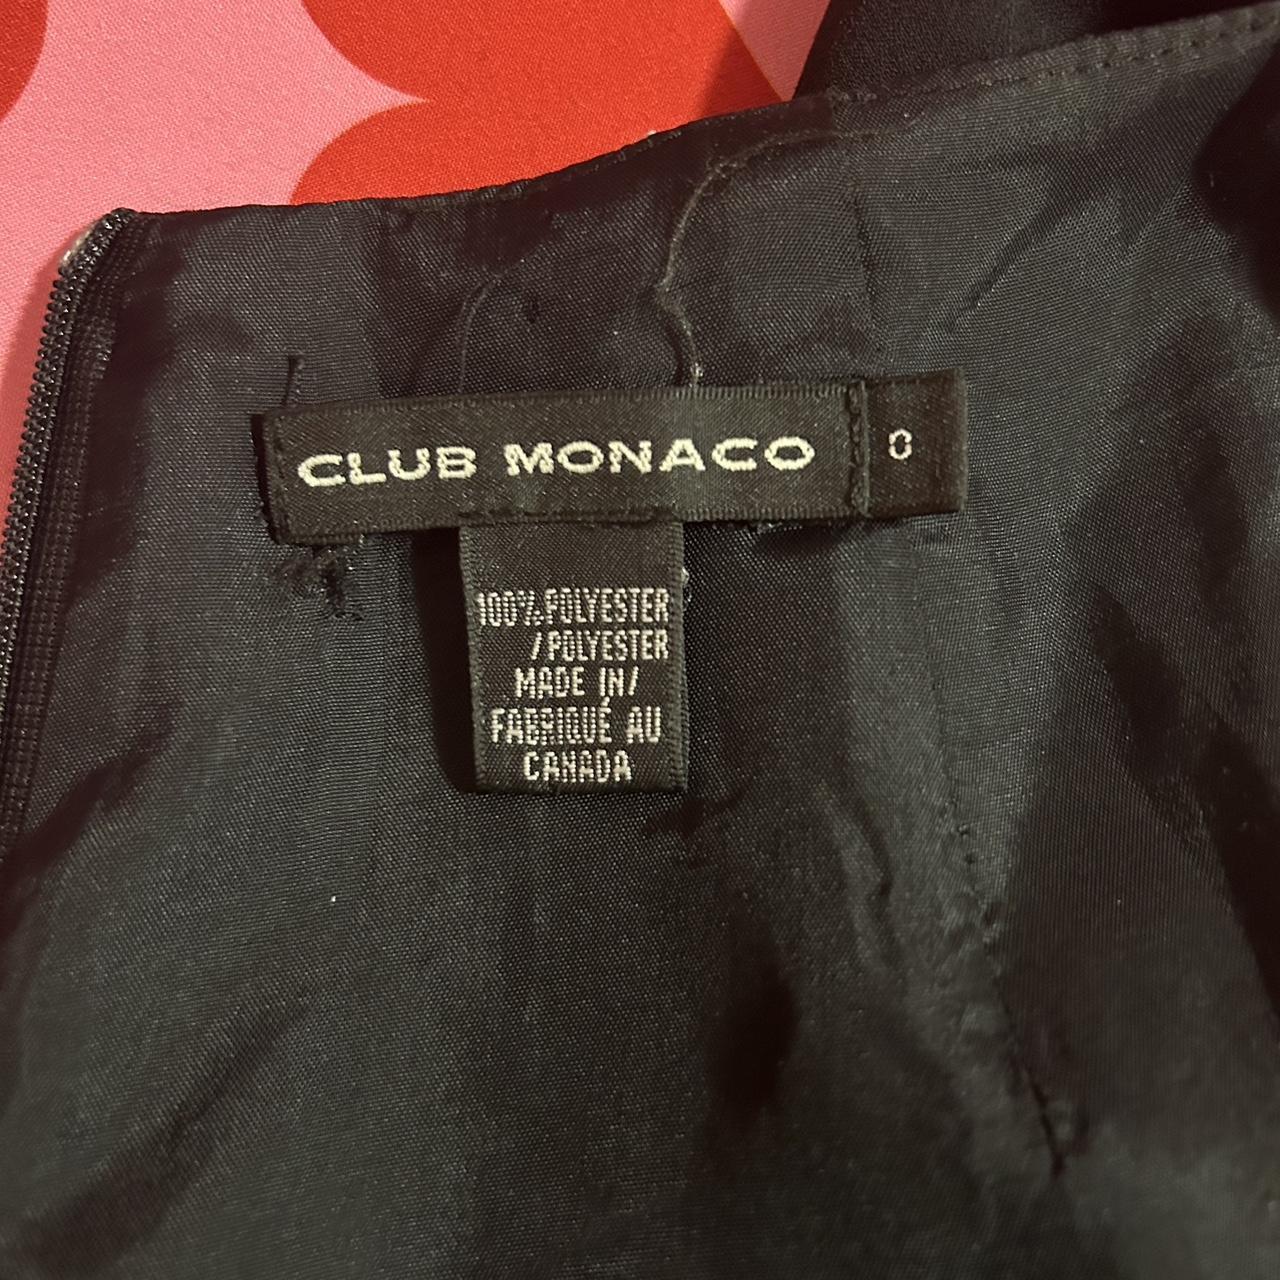 CLUB MONACO
0
100% POLYESTER
/POLYESTER
MADE IN/
FABRIQUÉ AU
CANADA